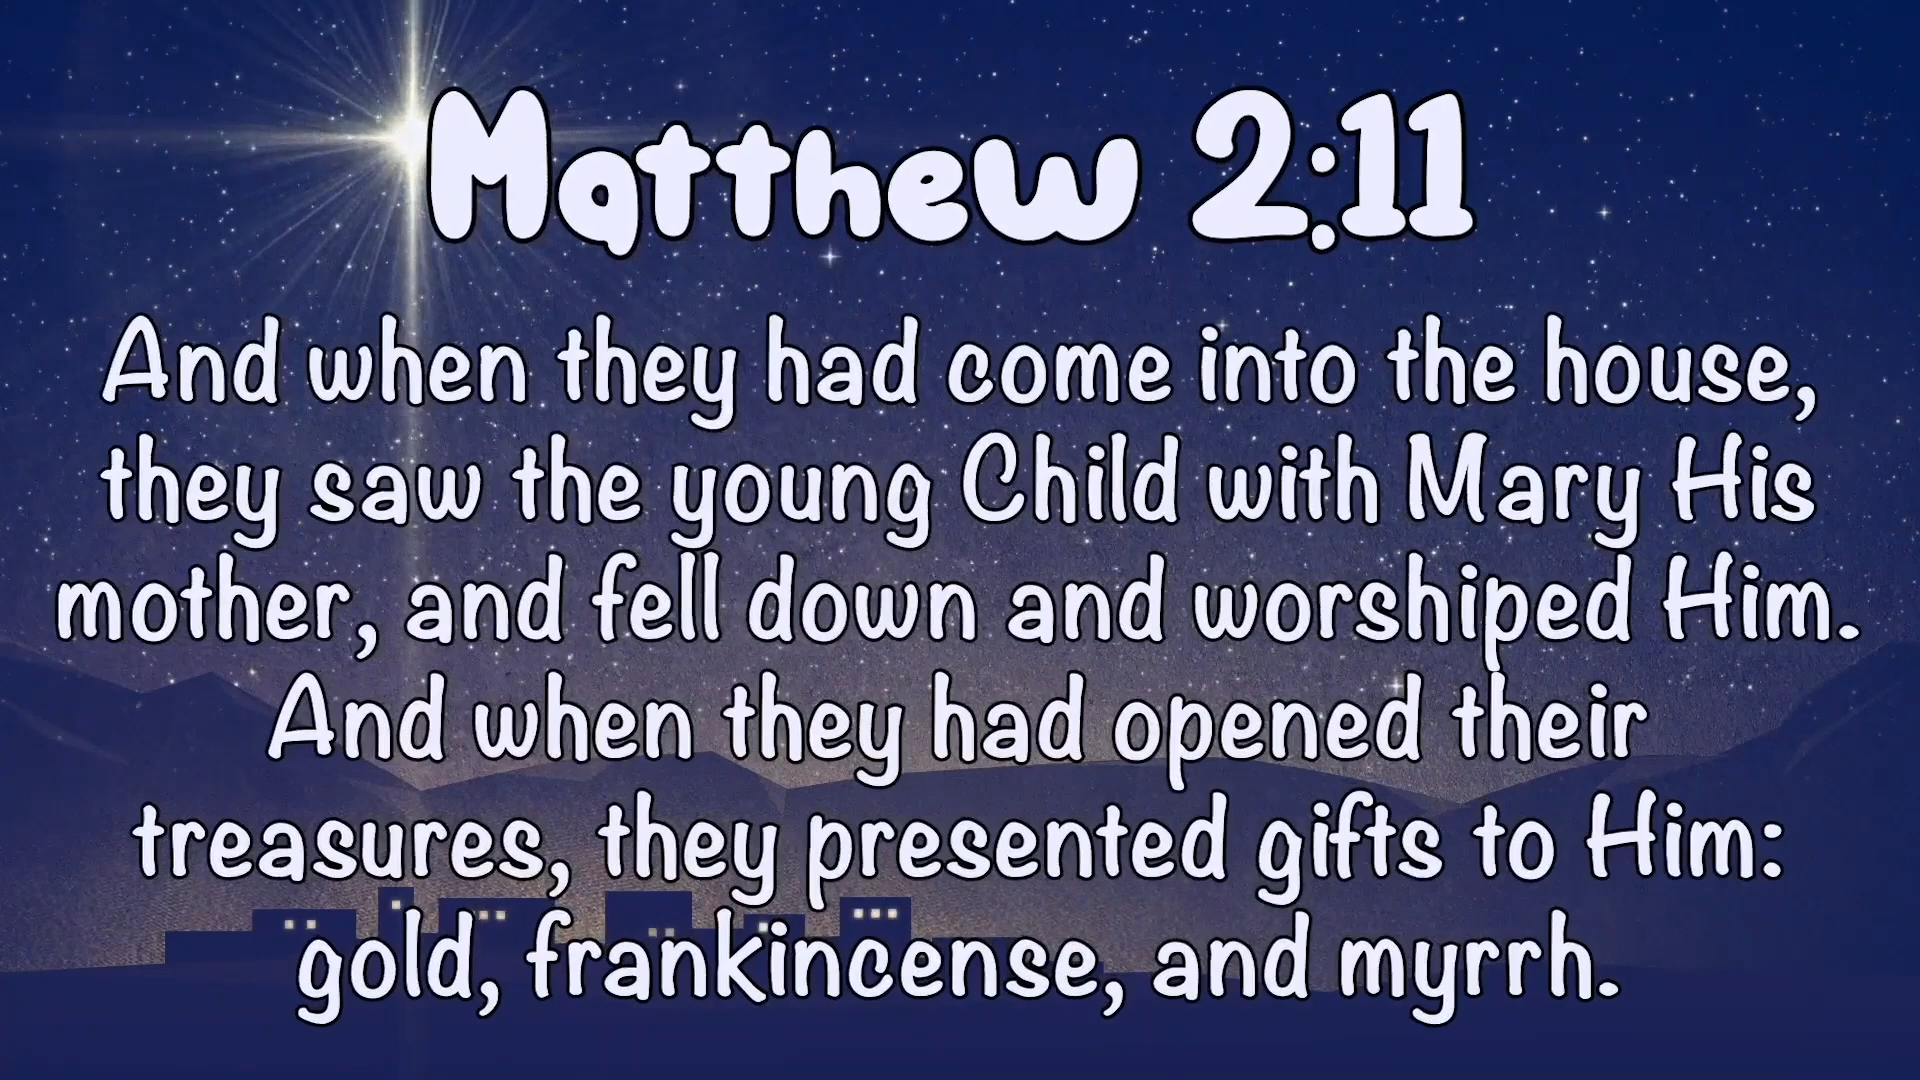 Matthew 2:11
And when they had come into the house,
they saw the young Child with Mary His
mother, and fell down and worshiped Him.
And when they had opened their
treasures, they presented gifts to Him:
gold, frankincense, and myrrh.